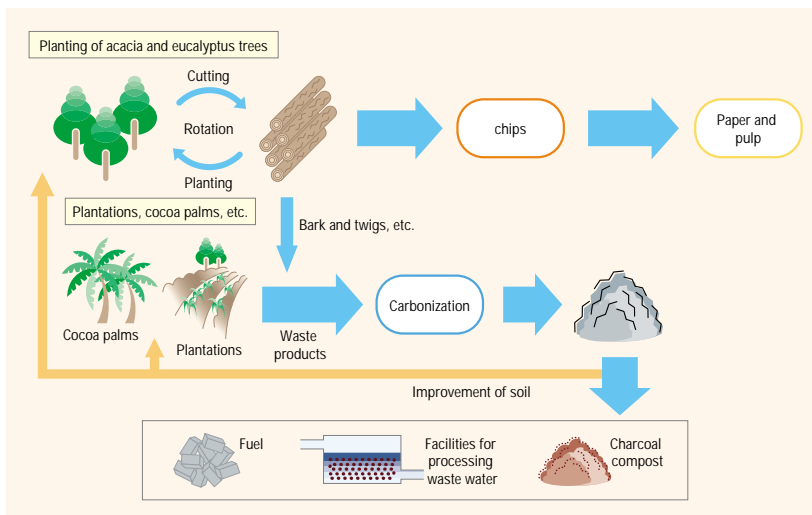 Planting of acacia and eucalyptus trees
Cutting
Rotation
Planting
chips
Paper and
pulp
Plantations, cocoa palms, etc.
Bark and twigs, etc.
Cocoa palms
Plantations
Waste
products
Carbonization
Improvement of soil
Fuel
Facilities for
processing
waste water
Charcoal
compost